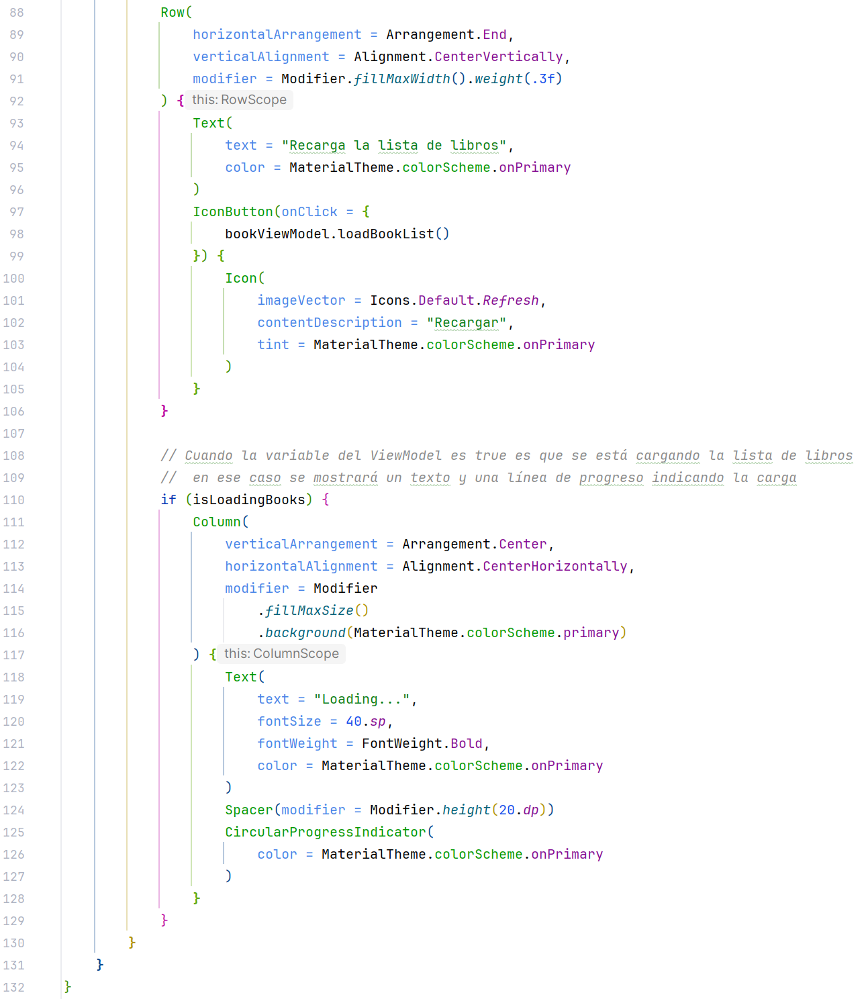 88 Row(
89 horizontalArrangement = Arrangement.End,
90 verticalAlignment = Alignment.CenterVertically,
91 modifier = Modifier.fillMaxWidth().weight(.3f)
92 ) { this: RowScope
93 Text(
94 text = "Recarga la lista de libros",
95 color = MaterialTheme.colorScheme.onPrimary
96 )
97 IconButton(onClick = {
98 bookViewModel.loadBookList()
99 }) {
100 Icon(
101 imageVector = Icons.Default.Refresh,
102 contentDescription = "Recargar",
103 tint = MaterialTheme.colorScheme.onPrimary
104 )
105 }
106 }
107
108 // Cuando la variable del ViewModel es true es que se está cargando la lista de libros
109 //  en ese caso se mostrará un texto y una línea de progreso indicando la carga
110 if (isLoadingBooks) {
111 Column(
112 verticalArrangement = Arrangement.Center,
113 horizontalAlignment = Alignment.CenterHorizontally,
114 modifier = Modifier
115 .fillMaxSize()
116 .background(MaterialTheme.colorScheme.primary)
117 ) { this: ColumnScope
118 Text(
119 text = "Loading...",
120 fontSize = 40.sp,
121 fontWeight = FontWeight.Bold,
122 color = MaterialTheme.colorScheme.onPrimary
123 )
124 Spacer(modifier = Modifier.height(20.dp))
125 CircularProgressIndicator(
126 color = MaterialTheme.colorScheme.onPrimary
127 )
128 }
129 }
130 }
131 }
132 }